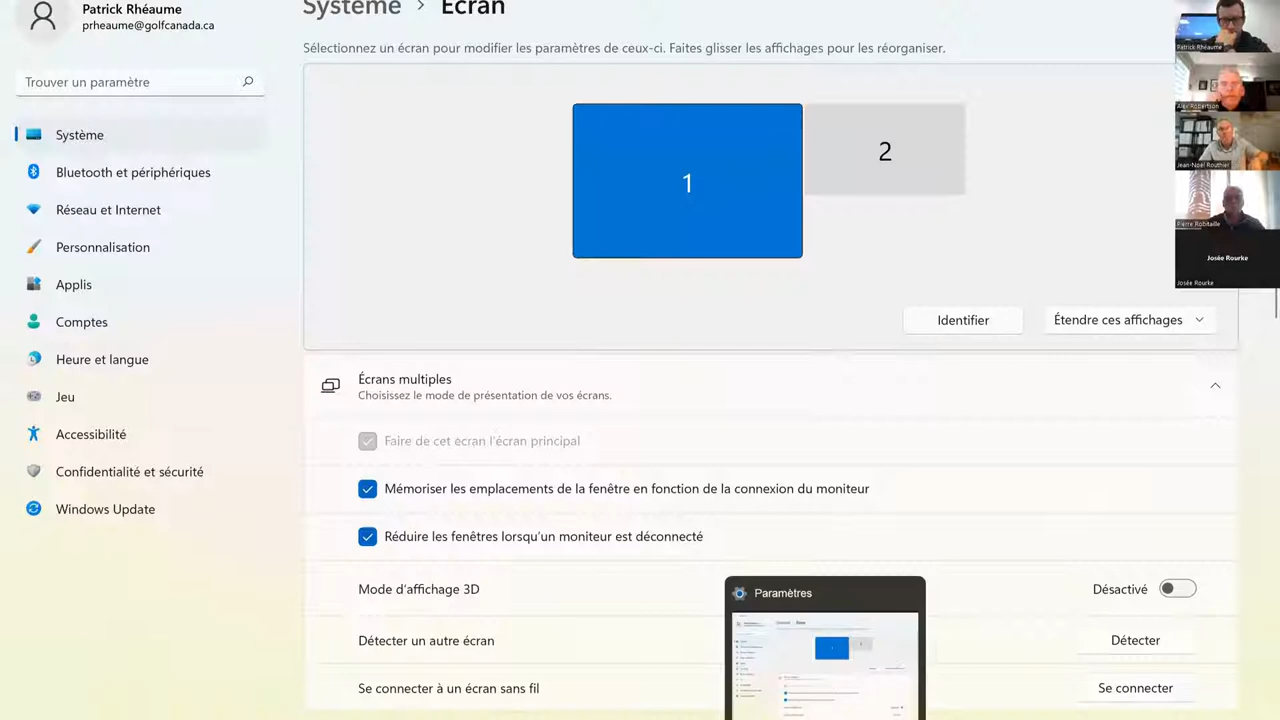 Patrick Rhéaume
prheaume@golfcanada.ca
Système > Écran
Sélectionnez un écran pour modifier les paramètres de ceux-ci. Faites glisser les affichages pour les réorganiser.
Trouver un paramètre
Système
Bluetooth et périphériques
Réseau et Internet
Personnalisation
Applis
Comptes
Heure et langue
Jeu
Accessibilité
Confidentialité et sécurité
Windows Update
1
2
Identifier
Étendre ces affichages
Écrans multiples
Choisissez le mode de présentation de vos écrans.
Faire de cet écran l'écran principal
Mémoriser les emplacements de la fenêtre en fonction de la connexion du moniteur
Réduire les fenêtres lorsqu'un moniteur est déconnecté
Mode d'affichage 3D
Désactivé
Détecter un autre écran
Détecter
Se connecter à un écran sans
Se connecter
Paramètres
Patrick Rhéaume
Alex Robertson
Jean-Noël Routhier
Pierre Robitaille
Josée Rourke
Josée Rourke